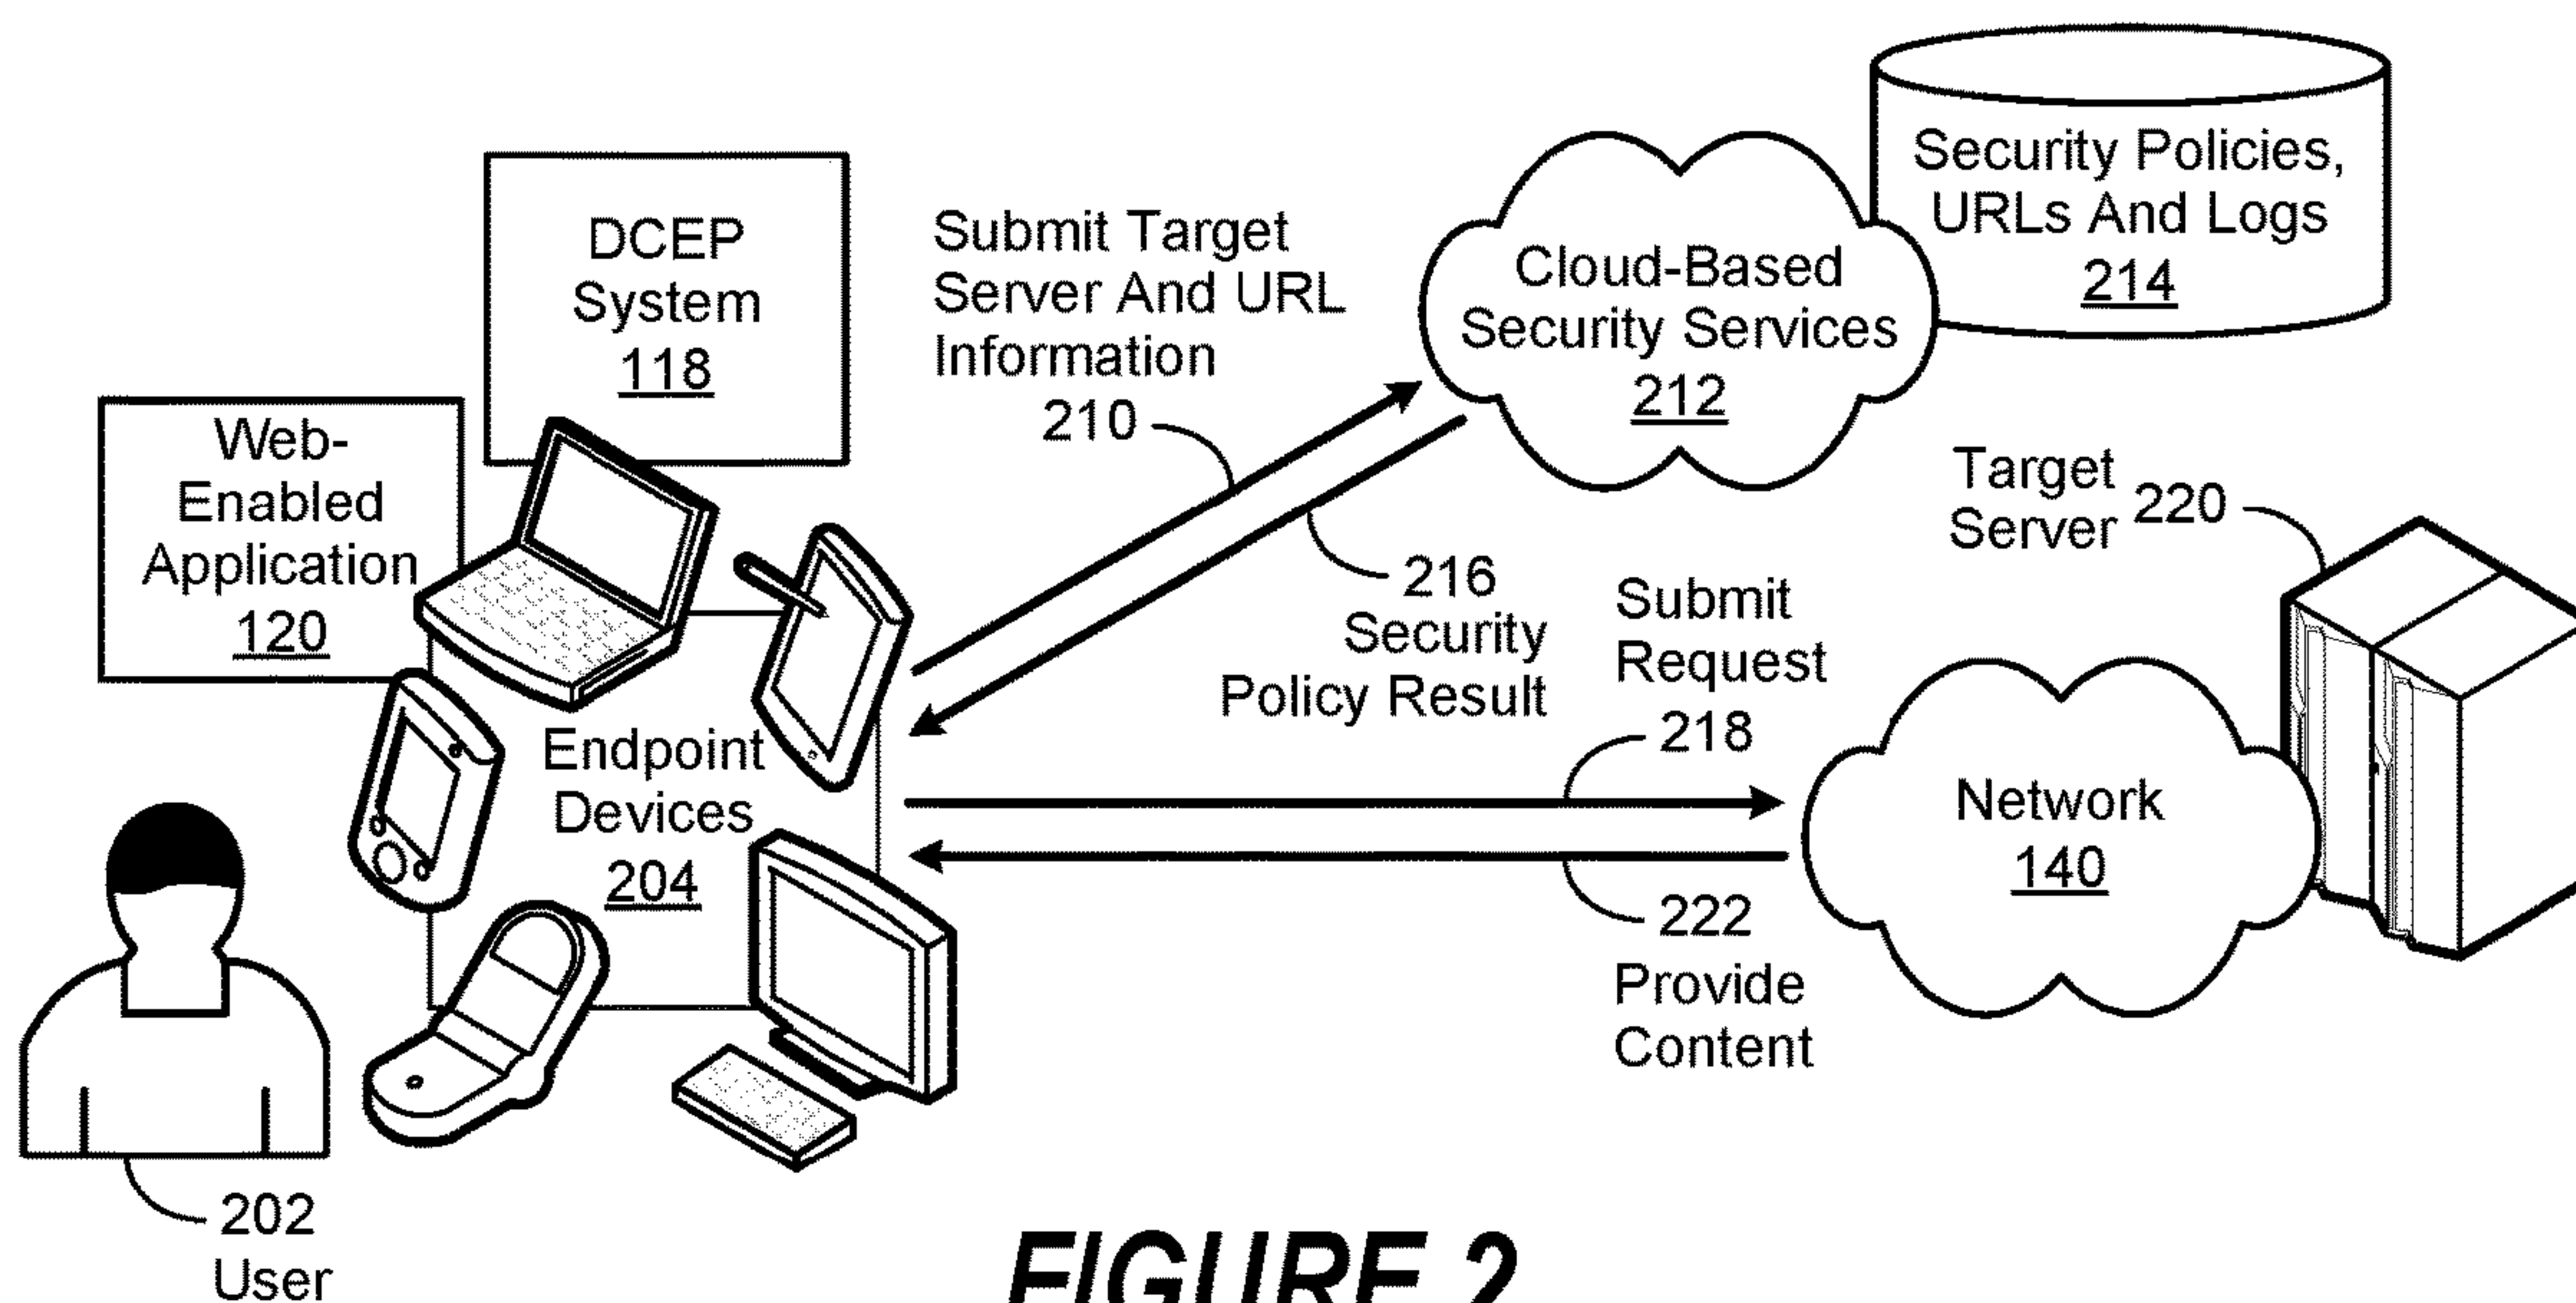 DCEP
System
118
Web-
Enabled
Application
120
Submit Target
Server And URL
Information
210
Cloud-Based
Security Services
212
Security Policies,
URLs And Logs
214
216
Security
Policy Result
Target
Server
220
Submit
Request
218
Endpoint
Devices
204
Network
140
222
Provide
Content
202
User
FIGURE 2